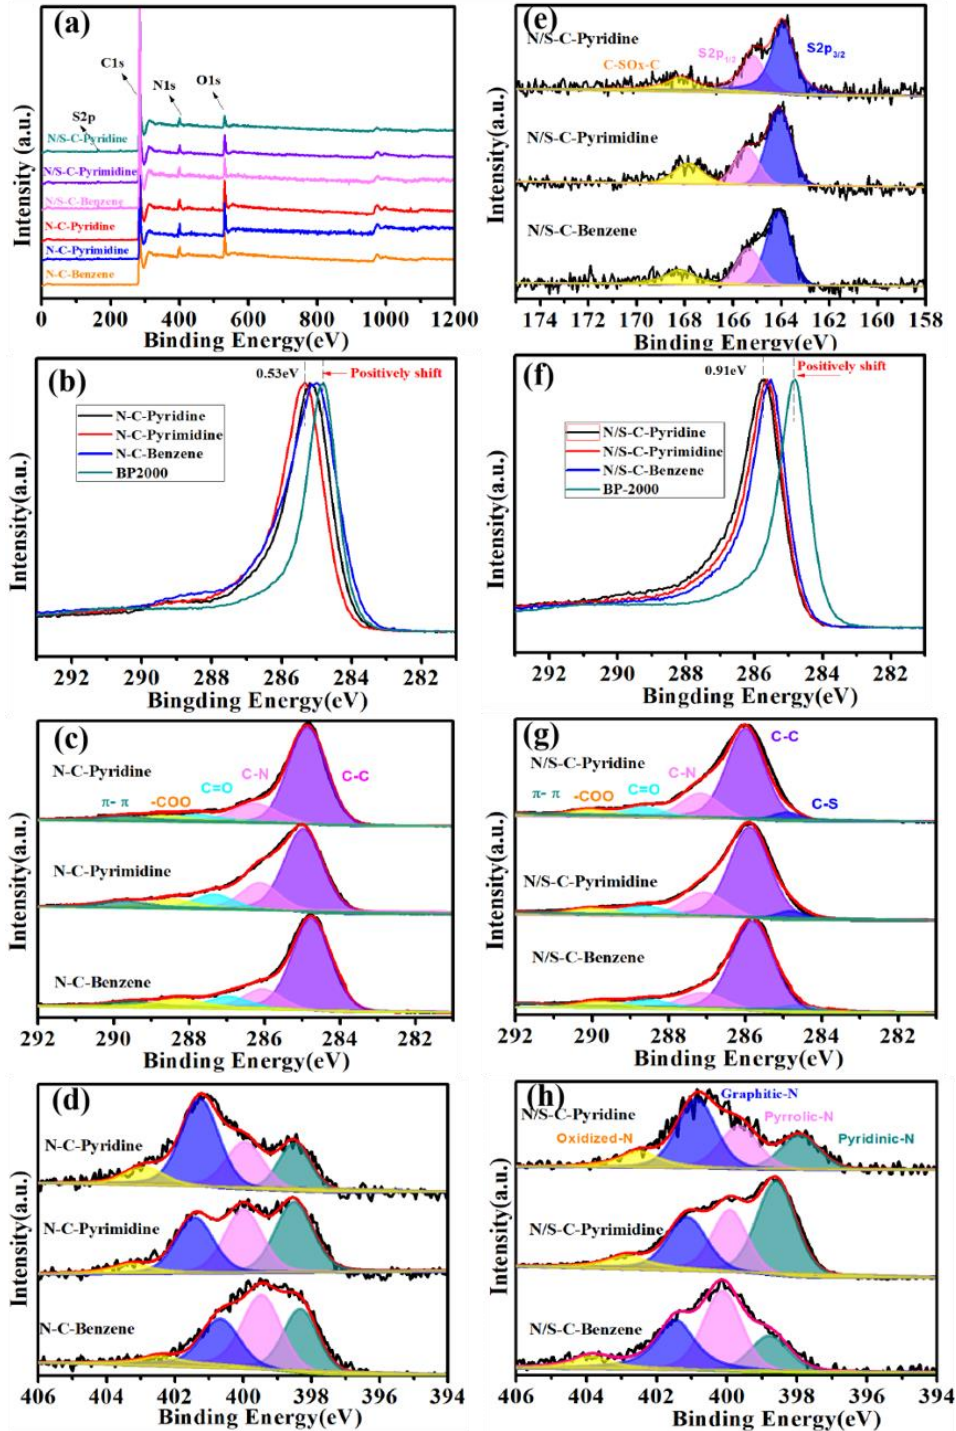 (a)
Intensity (a.u.)
C1s
N1s
O1s
S2p
N/S-C-Pyridine
N/S-C-Pyrimidine
N/S-C-Benzene
N-C-Pyridine
N-C-Pyrimidine
N-C-Benzene
0 200 400 600 800 1000 1200
Binding Energy(eV)
(e)
Intensity (a.u.)
N/S-C-Pyridine
C-SOx-C
S2p1/2
S2p3/2
N/S-C-Pyrimidine
N/S-C-Benzene
174 172 170 168 166 164 162 160 158
Binding Energy(eV)
(b)
Intensity(a.u.)
0.53eV
Positively shift
N-C-Pyridine
N-C-Pyrimidine
N-C-Benzene
BP2000
292 290 288 286 284 282
Bingding Energy(eV)
(f)
Intensity(a.u.)
0.91eV
Positively shift
N/S-C-Pyridine
N/S-C-Pyrimidine
N/S-C-Benzene
BP-2000
292 290 288 286 284 282
Bingding Energy(eV)
(c)
Intensity(a.u.)
N-C-Pyridine
π- π
-COO
C=O
C-N
C-C
N-C-Pyrimidine
N-C-Benzene
292 290 288 286 284 282
Binding Energy(eV)
(g)
Intensity(a.u.)
N/S-C-Pyridine
π- π
-COO
C=O
C-N
C-C
C-S
N/S-C-Pyrimidine
N/S-C-Benzene
292 290 288 286 284 282
Binding Energy(eV)
(d)
Intensity(a.u.)
N-C-Pyridine
N-C-Pyrimidine
N-C-Benzene
406 404 402 400 398 396 394
Binding Energy(eV)
(h)
Intensity(a.u.)
N/S-C-Pyridine
Oxidized-N
Graphitic-N
Pyrrolic-N
Pyridinic-N
N/S-C-Pyrimidine
N/S-C-Benzene
406 404 402 400 398 396 394
Binding Energy(eV)